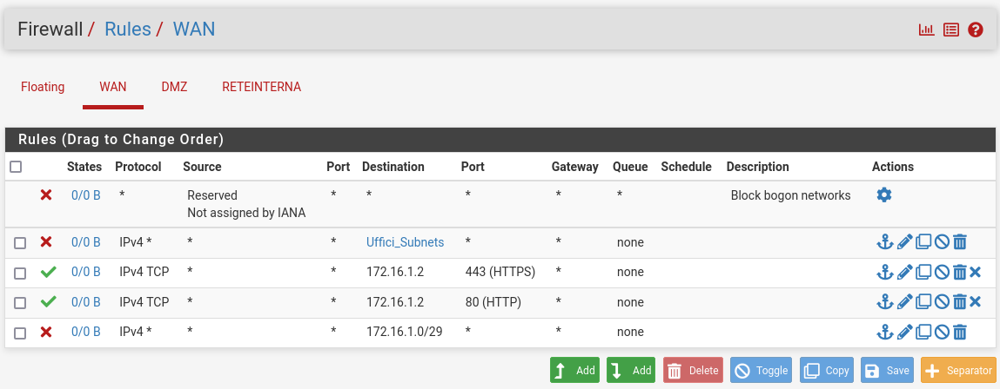 Firewall / Rules / WAN
Floating WAN DMZ RETEINTERNA
Rules (Drag to Change Order)
States Protocol Source Port Destination Port Gateway Queue Schedule Description Actions
0/0 B * Reserved * * * * * Block bogon networks
Not assigned by IANA
0/0 B IPv4 * * * Uffici_Subnets * * none
0/0 B IPv4 TCP * * 172.16.1.2 443 (HTTPS) * none
0/0 B IPv4 TCP * * 172.16.1.2 80 (HTTP) * none
0/0 B IPv4 * * * 172.16.1.0/29 * * none
Add Add Delete Toggle Copy Save Separator